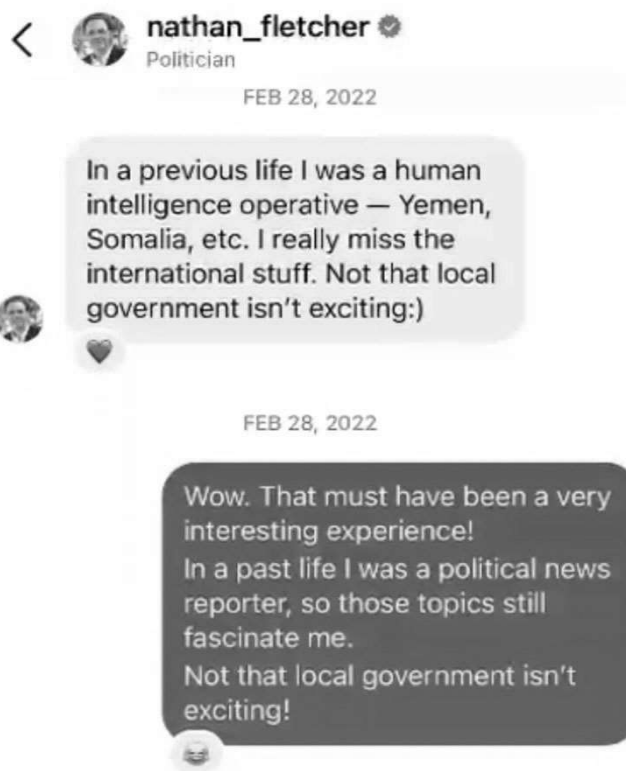 nathan_fletcher
Politician
FEB 28, 2022
In a previous life I was a human
intelligence operative — Yemen,
Somalia, etc. I really miss the
international stuff. Not that local
government isn't exciting:)
FEB 28, 2022
Wow. That must have been a very
interesting experience!
In a past life I was a political news
reporter, so those topics still
fascinate me.
Not that local government isn't
exciting!